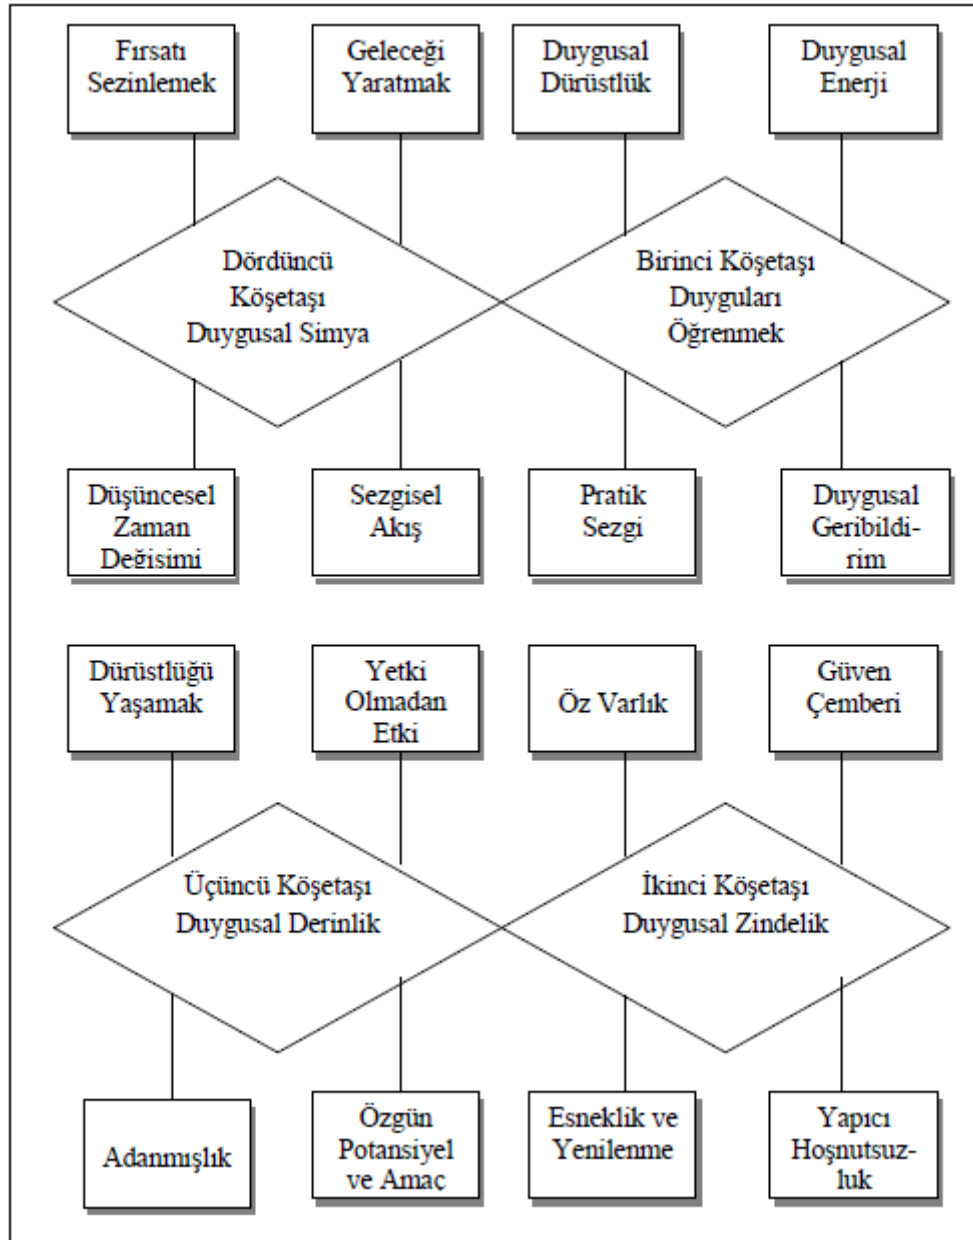 Fırsatı
Sezinlemek
Geleceği
Yaratmak
Duygusal
Dürüstlük
Duygusal
Enerji
Dördüncü
Köşetaşı
Duygusal Simya
Birinci Köşetaşı
Duyguları
Öğrenmek
Düşüncesel
Zaman
Değişimi
Sezgisel
Akış
Pratik
Sezgi
Duygusal
Geribildi-
rim
Dürüstlüğü
Yaşamak
Yetki
Olmadan
Etki
Öz Varlık
Güven
Çemberi
Üçüncü Köşetaşı
Duygusal Derinlik
İkinci Köşetaşı
Duygusal Zindelik
Adanmışlık
Özgün
Potansiyel
ve Amaç
Esneklik ve
Yenilenme
Yapıcı
Hoşnutsuz-
luk